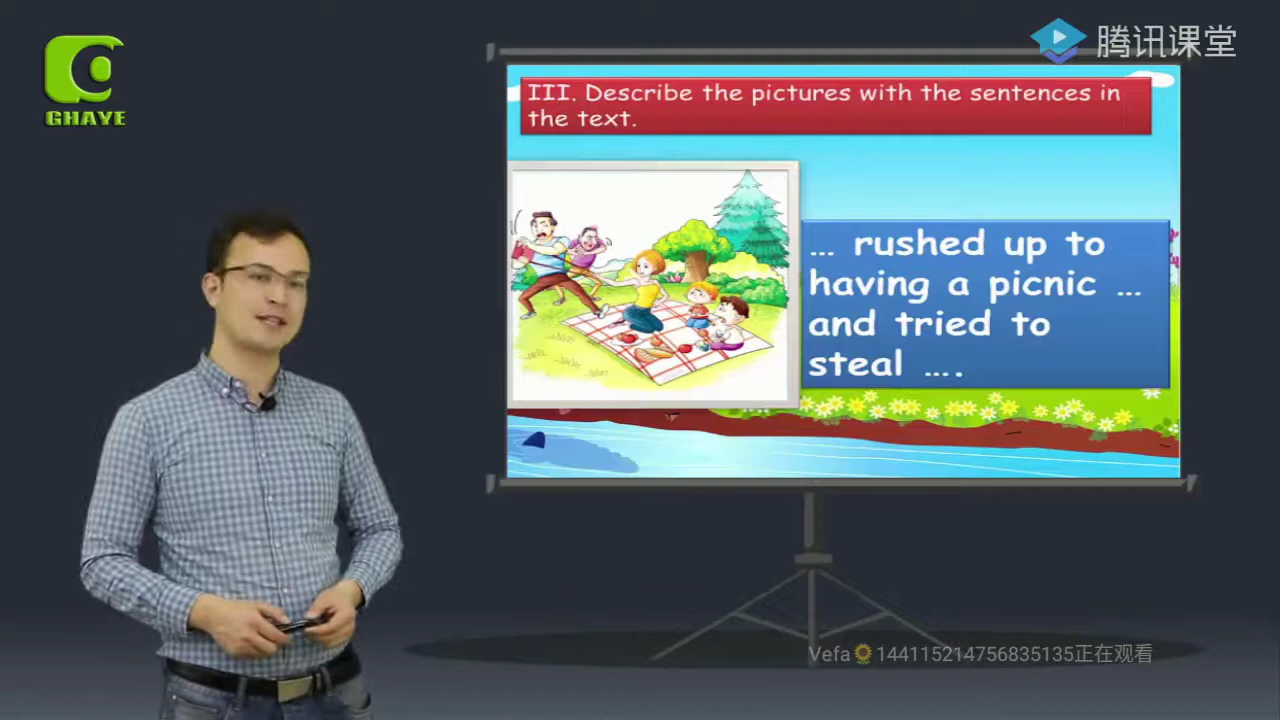 GHAYE
腾讯课堂
III. Describe the pictures with the sentences in
the text.
... rushed up to
having a picnic ...
and tried to
steal ....
Vefa🌻144115214756835135正在观看